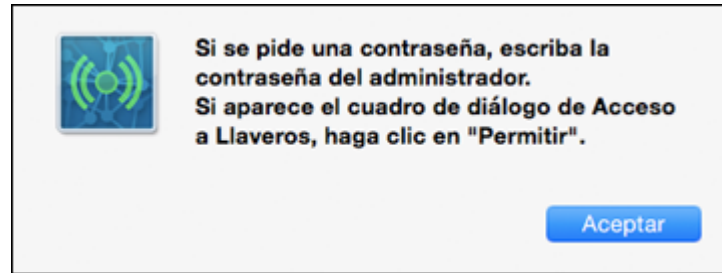 Si se pide una contraseña, escriba la
contraseña del administrador.
Si aparece el cuadro de diálogo de Acceso
a Llaveros, haga clic en "Permitir".
Aceptar